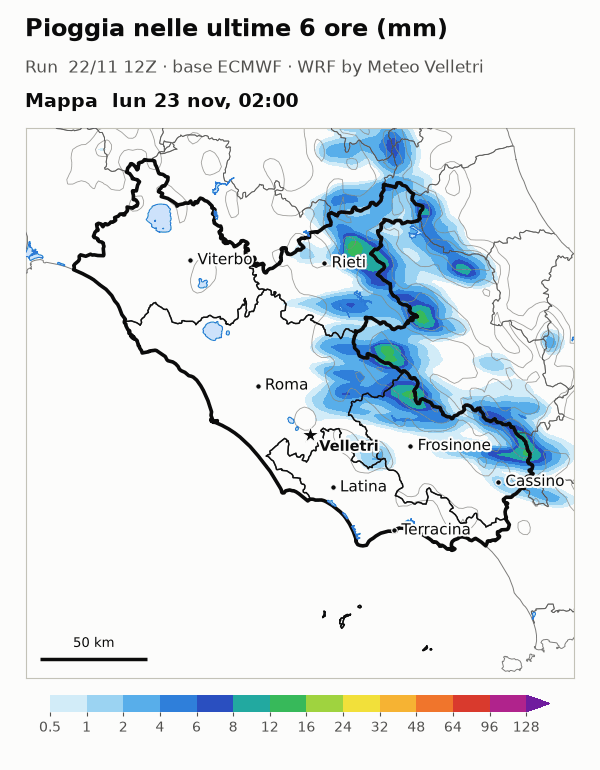 Pioggia nelle ultime 6 ore (mm)
Run  22/11 12Z · base ECMWF · WRF by Meteo Velletri
Mappa  lun 23 nov, 02:00
Viterbo
Rieti
Roma
Velletri
Frosinone
Cassino
Latina
Terracina
50 km
0.5 1 2 4 6 8 12 16 24 32 48 64 96 128